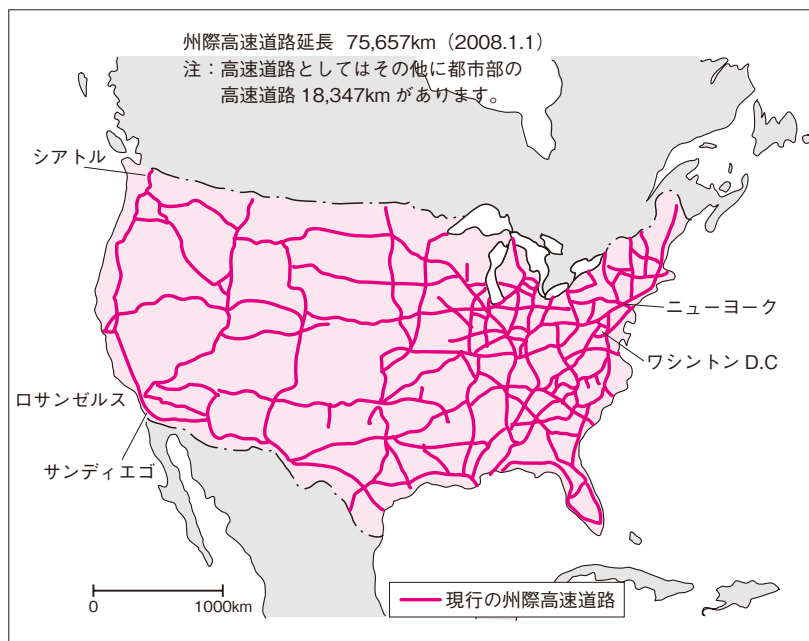 州際高速道路延長 75,657km（2008.1.1）
注：高速道路としてはその他に都市部の
高速道路 18,347km があります。
シアトル
ニューヨーク
ワシントン D.C
ロサンゼルス
サンディエゴ
0 1000km
現行の州際高速道路